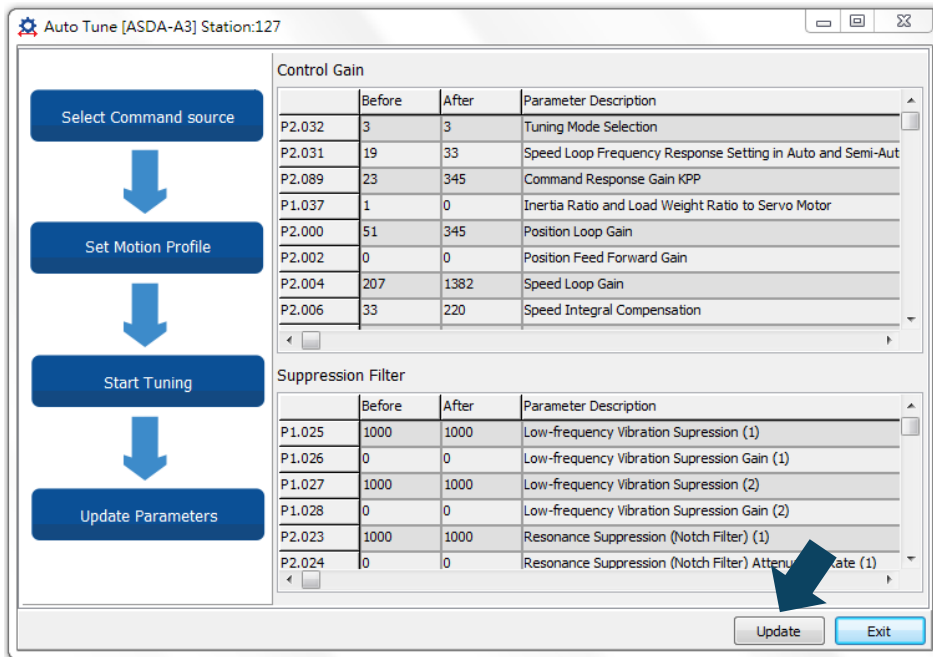 Auto Tune [ASDA-A3] Station:127
Select Command source
Set Motion Profile
Start Tuning
Update Parameters
Control Gain
Before After Parameter Description
P2.032 3 3 Tuning Mode Selection
P2.031 19 33 Speed Loop Frequency Response Setting in Auto and Semi-Aut
P2.089 23 345 Command Response Gain KPP
P1.037 1 0 Inertia Ratio and Load Weight Ratio to Servo Motor
P2.000 51 345 Position Loop Gain
P2.002 0 0 Position Feed Forward Gain
P2.004 207 1382 Speed Loop Gain
P2.006 33 220 Speed Integral Compensation
Suppression Filter
Before After Parameter Description
P1.025 1000 1000 Low-frequency Vibration Supression (1)
P1.026 0 0 Low-frequency Vibration Supression Gain (1)
P1.027 1000 1000 Low-frequency Vibration Supression (2)
P1.028 0 0 Low-frequency Vibration Supression Gain (2)
P2.023 1000 1000 Resonance Suppression (Notch Filter) (1)
P2.024 0 0 Resonance Suppression (Notch Filter) Attenu ate (1)
Update Exit